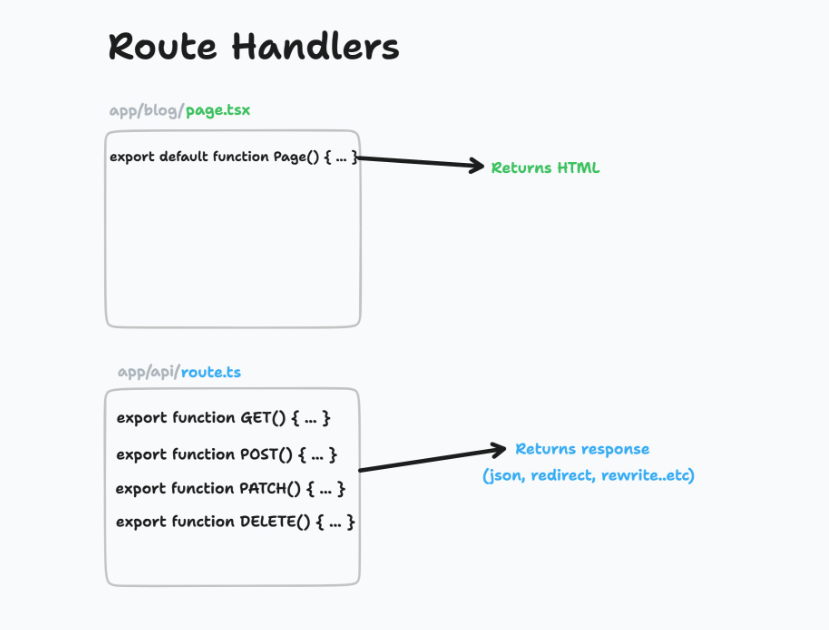 Route Handlers
app/blog/page.tsx
export default function Page() { ... }
Returns HTML
app/api/route.ts
export function GET() { ... }
export function POST() { ... }
export function PATCH() { ... }
export function DELETE() { ... }
Returns response
(json, redirect, rewrite..etc)